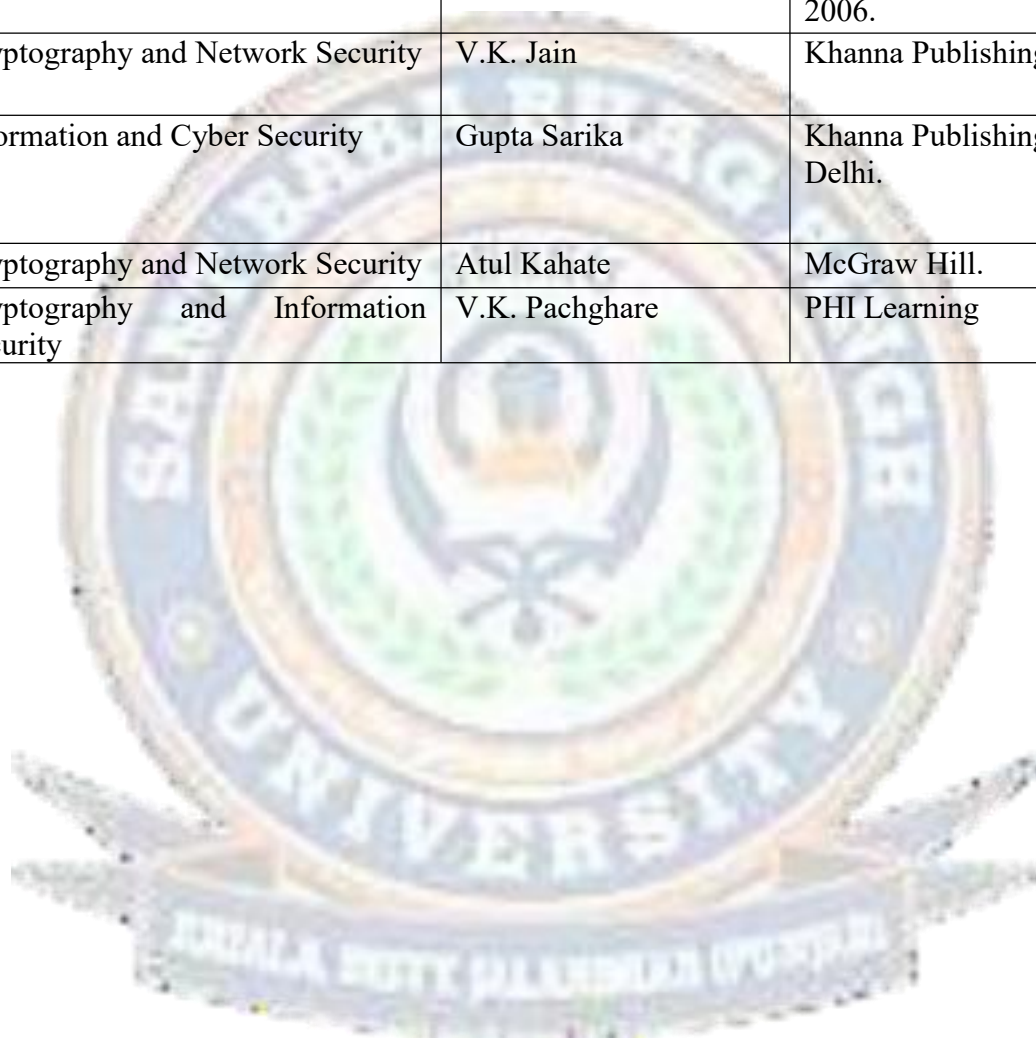 2006.
yptography and Network Security V.K. Jain Khanna Publishing
ormation and Cyber Security Gupta Sarika Khanna Publishing
Delhi.
yptography and Network Security Atul Kahate McGraw Hill.
yptography and Information V.K. Pachghare PHI Learning
urity
UNIVERSITY